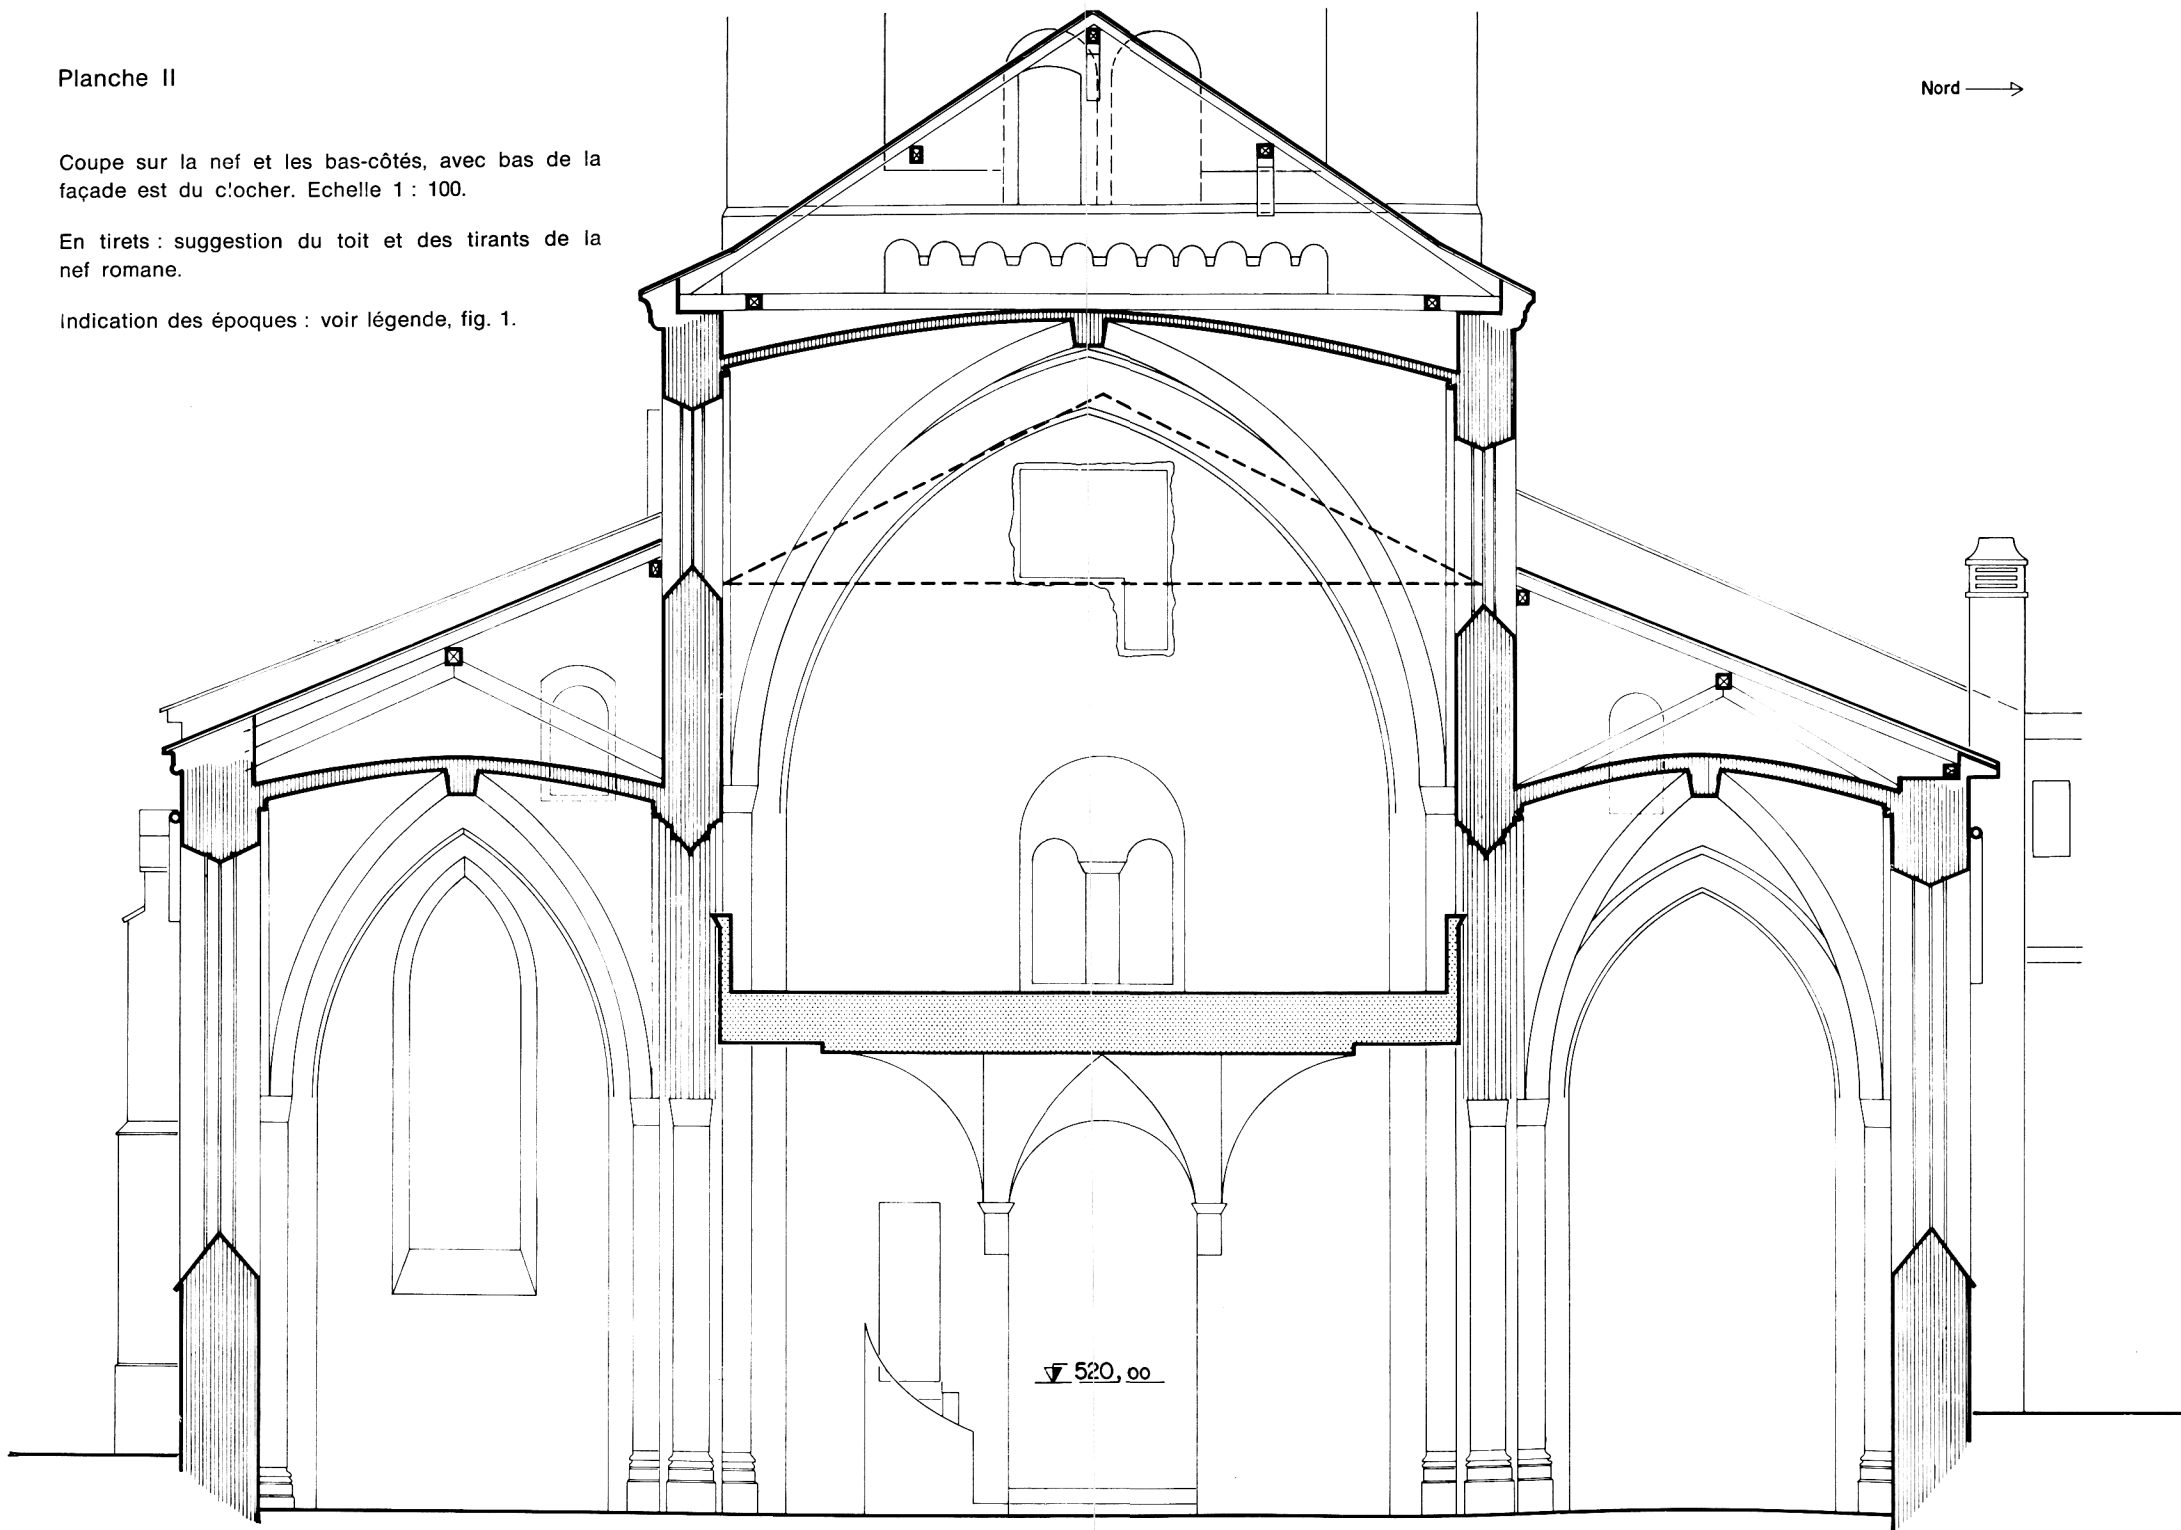 Planche II
Nord
Coupe sur la nef et les bas-côtés, avec bas de la
façade est du c!ocher. Echelle 1 : 100.
En tirets : suggestion du toit et des tirants de la
nef romane.
Indication des époques : voir légende, fig. 1.
520,00